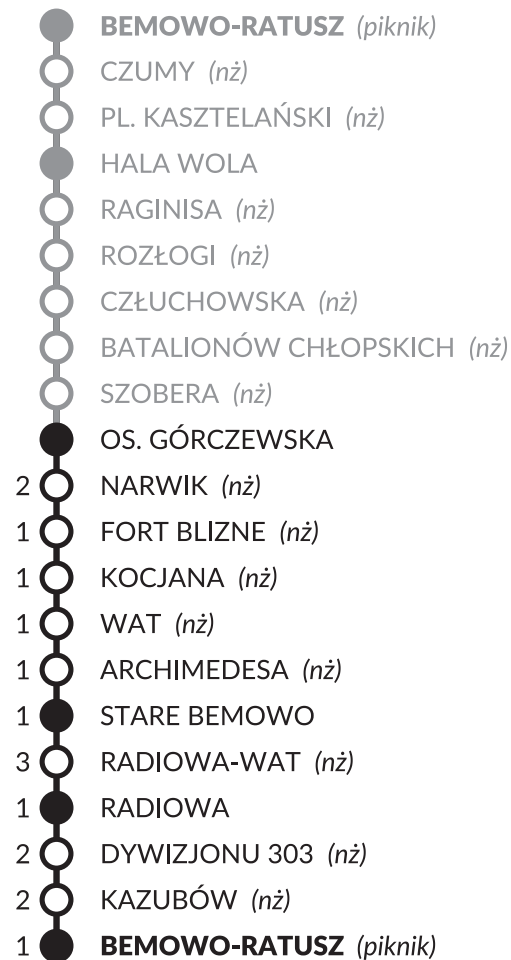 BEMOWO-RATUSZ (piknik)
CZUMY (nż)
PL. KASZTELAŃSKI (nż)
HALA WOLA
RAGINISA (nż)
ROZŁOGI (nż)
CZŁUCHOWSKA (nż)
BATALIONÓW CHŁOPSKICH (nż)
SZOBERA (nż)
OS. GÓRCZEWSKA
2 NARWIK (nż)
1 FORT BLIZNE (nż)
1 KOCJANA (nż)
1 WAT (nż)
1 ARCHIMEDESA (nż)
1 STARE BEMOWO
3 RADIOWA-WAT (nż)
1 RADIOWA
2 DYWIZJONU 303 (nż)
2 KAZUBÓW (nż)
1 BEMOWO-RATUSZ (piknik)